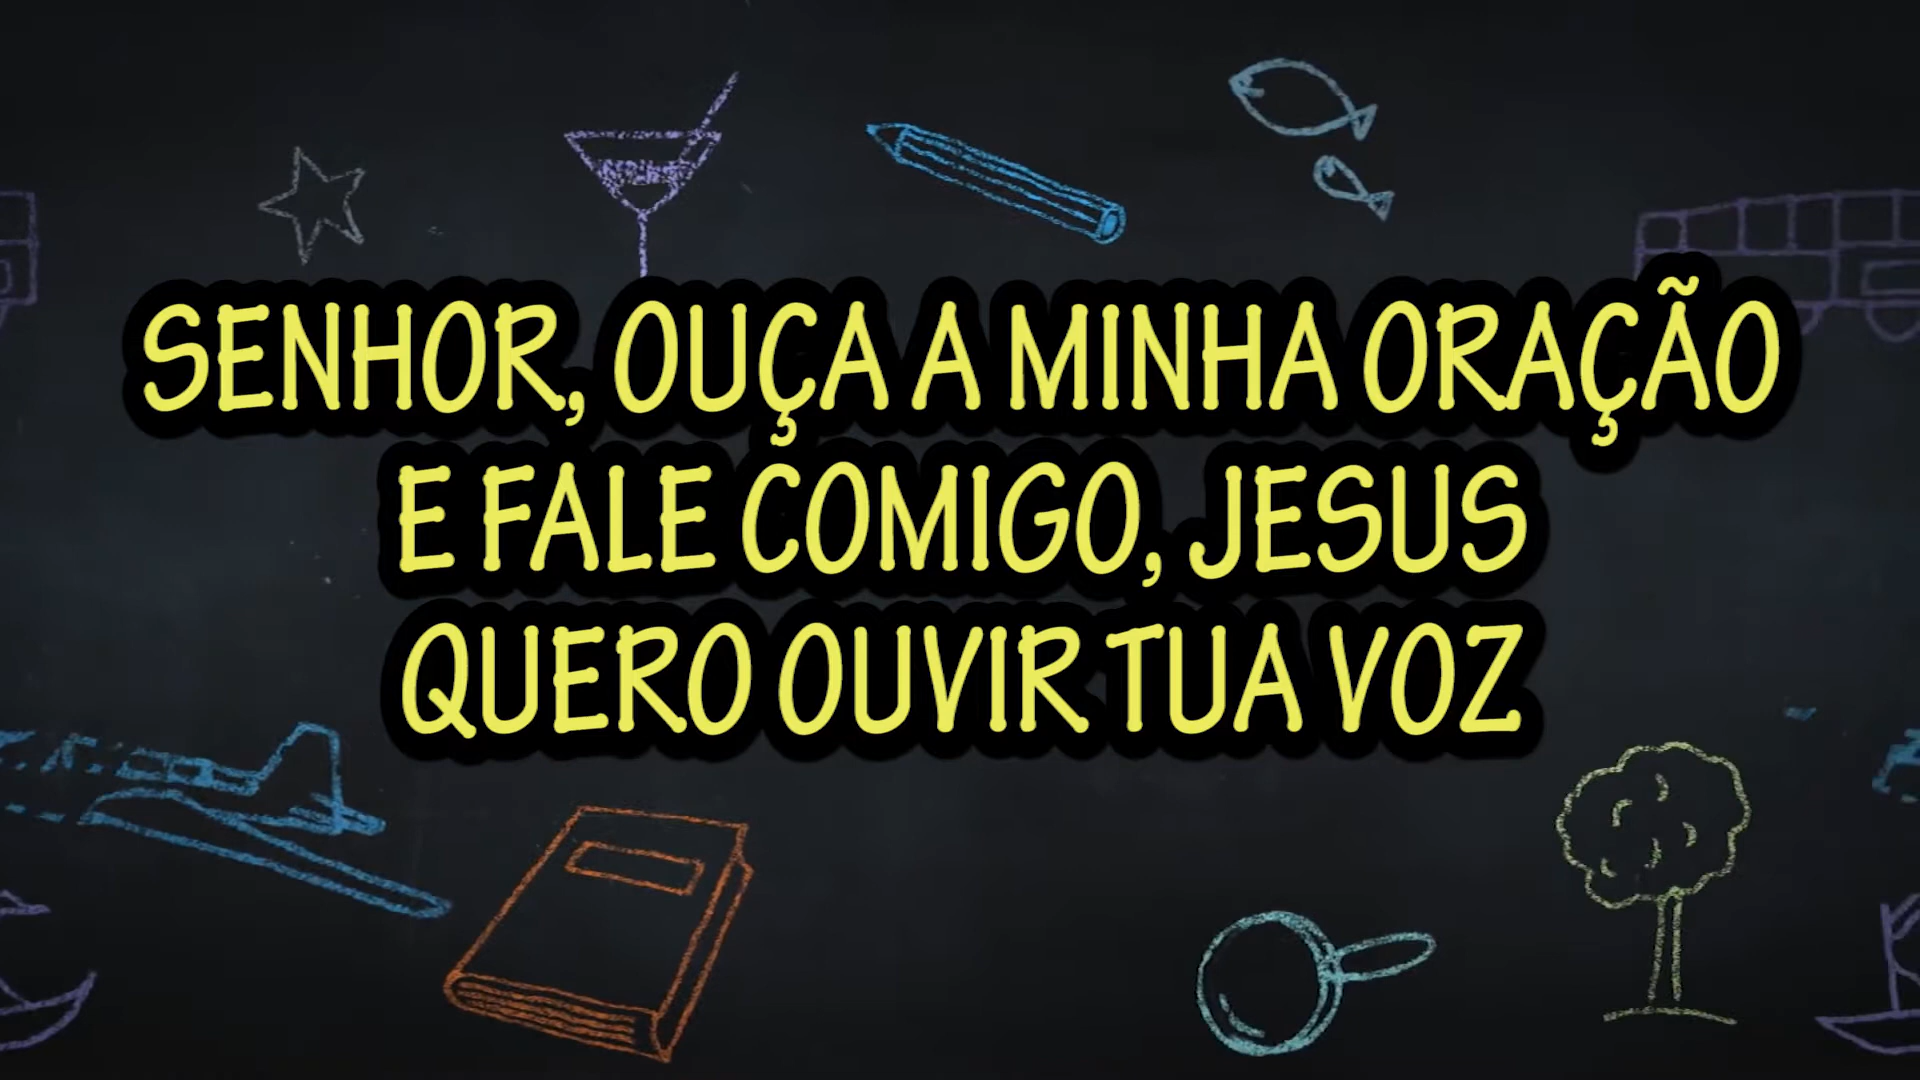 SENHOR, OUÇA A MINHA ORAÇÃO
E FALE COMIGO, JESUS
QUERO OUVIR TUA VOZ